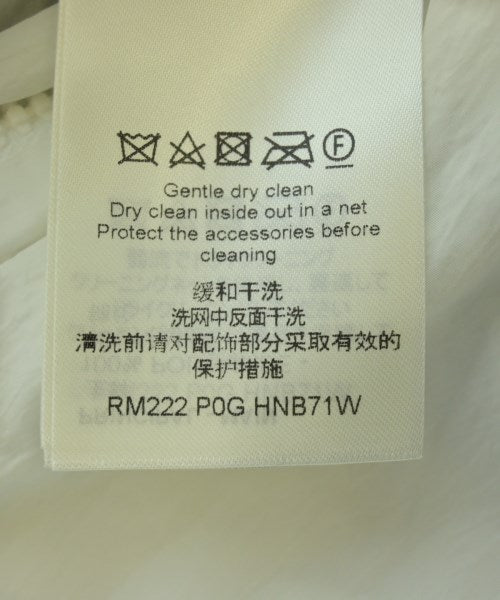 F
Gentle dry clean
Dry clean inside out in a net
Protect the accessories before
cleaning
缓和干洗
洗网中反面干洗
清洗前请对配饰部分采取有效的
保护措施
RM222 P0G HNB71W